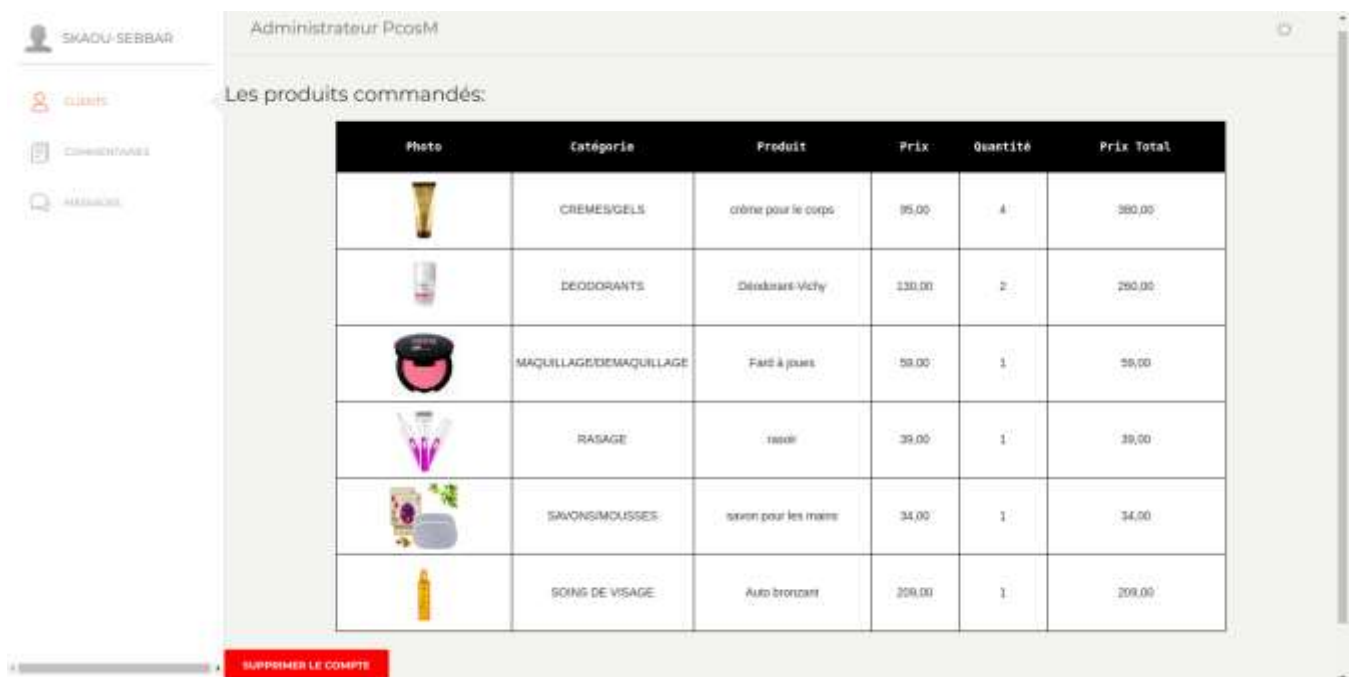 SKAOU-SEBBAR
Administrateur PcosM
CLIENTS
COMMENTAIRES
MESSAGES
Les produits commandés:
Photo Catégorie Produit Prix Quantité Prix Total
CREMES/GELS crème pour le corps 95,00 4 380,00
DEODORANTS Déodorant-Vichy 130,00 2 260,00
MAQUILLAGE/DEMAQUILLAGE Fard à joues 59,00 1 59,00
RASAGE rasoir 39,00 1 39,00
SAVONS/MOUSSES savon pour les mains 34,00 1 34,00
SOINS DE VISAGE Auto bronzant 209,00 1 209,00
SUPPRIMER LE COMPTE